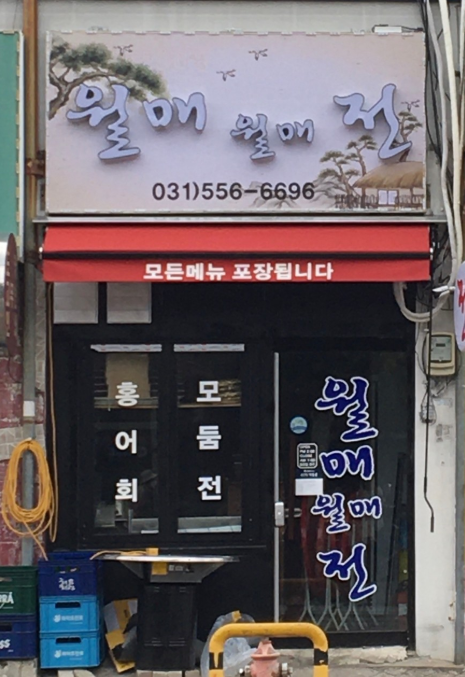 월매 월매 전
031)556-6696
모든메뉴 포장됩니다
홍어회
모둠전
월매월매전